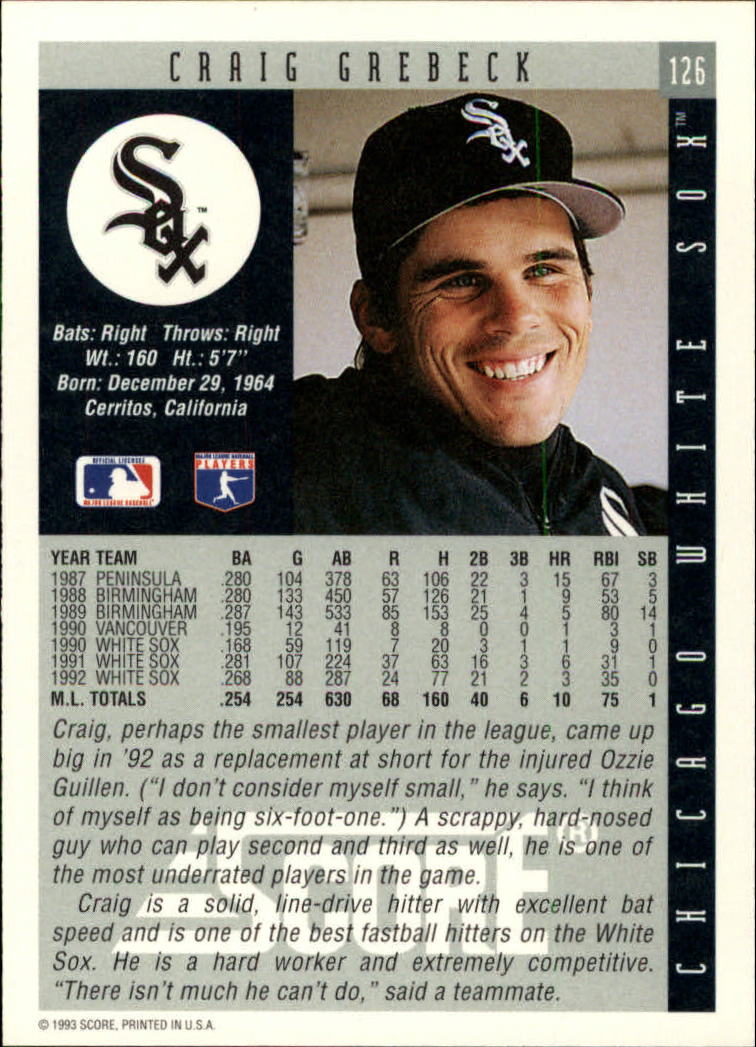 CRAIG GREBECK
126
Sox
TM
Sox
CHICAGO WHITE SOX™
Bats: Right Throws: Right
Wt.: 160 Ht.: 5'7"
Born: December 29, 1964
Cerritos, California
OFFICIAL LICENSEE
MAJOR LEAGUE BASEBALL
MAJOR LEAGUE BASEBALL
PLAYERS
YEAR TEAM BA G AB R H 2B 3B HR RBI SB
1987 PENINSULA .280 104 378 63 106 22 3 15 67 3
1988 BIRMINGHAM .280 133 450 57 126 21 1 9 53 5
1989 BIRMINGHAM .287 143 533 85 153 25 4 5 80 14
1990 VANCOUVER .195 12 41 8 8 0 0 1 3 1
1990 WHITE SOX .168 59 119 7 20 3 1 1 9 0
1991 WHITE SOX .281 107 224 37 63 16 3 6 31 1
1992 WHITE SOX .268 88 287 24 77 21 2 3 35 0
M.L. TOTALS .254 254 630 68 160 40 6 10 75 1
Craig, perhaps the smallest player in the league, came up
big in '92 as a replacement at short for the injured Ozzie
Guillen. ("I don't consider myself small," he says. "I think
of myself as being six-foot-one.") A scrappy, hard-nosed
guy who can play second and third as well, he is one of
the most underrated players in the game.
Craig is a solid, line-drive hitter with excellent bat
speed and is one of the best fastball hitters on the White
Sox. He is a hard worker and extremely competitive.
"There isn't much he can't do," said a teammate.
SCORE®
© 1993 SCORE, PRINTED IN U.S.A.